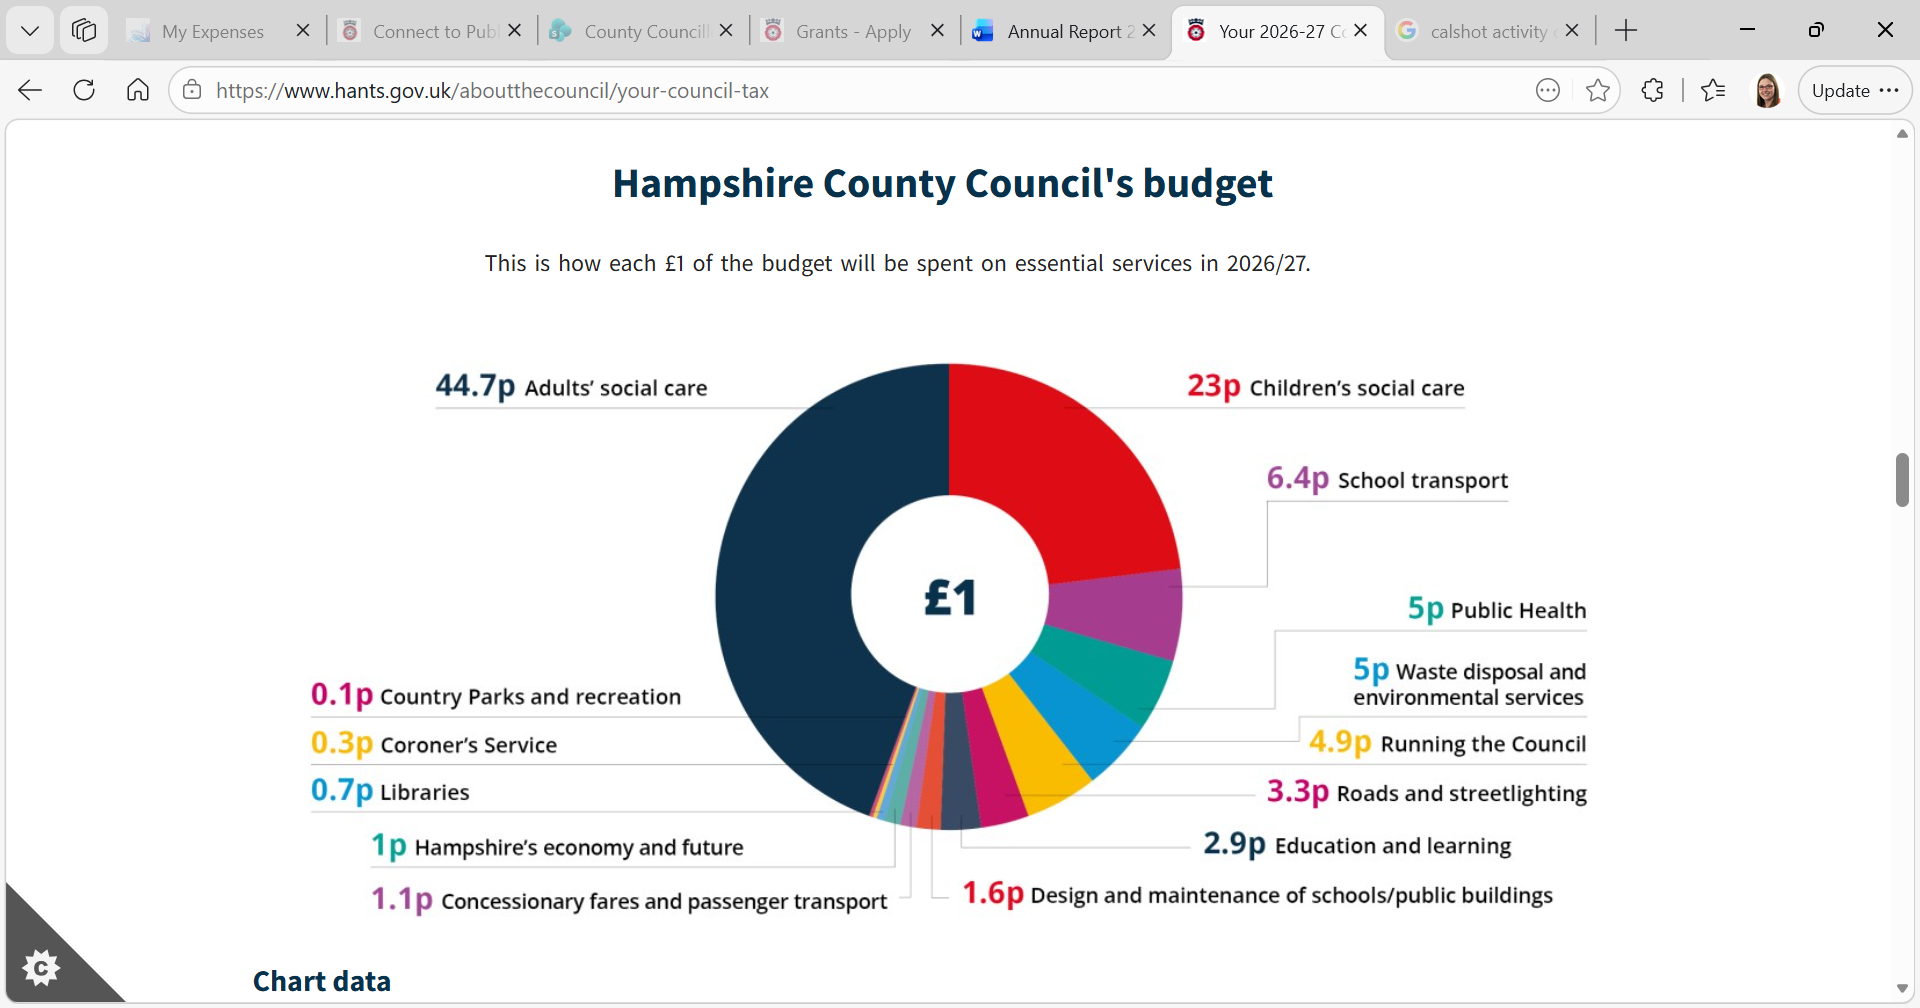 My Expenses
Connect to Publ
County Council
Grants - Apply
Annual Report 2
Your 2026-27 Co
calshot activity
https://www.hants.gov.uk/aboutthecouncil/your-council-tax
Update
Hampshire County Council's budget
This is how each £1 of the budget will be spent on essential services in 2026/27.
44.7p Adults’ social care
23p Children’s social care
6.4p School transport
£1
5p Public Health
5p Waste disposal and
environmental services
0.1p Country Parks and recreation
0.3p Coroner’s Service
4.9p Running the Council
0.7p Libraries
3.3p Roads and streetlighting
1p Hampshire’s economy and future
2.9p Education and learning
1.1p Concessionary fares and passenger transport
1.6p Design and maintenance of schools/public buildings
Chart data